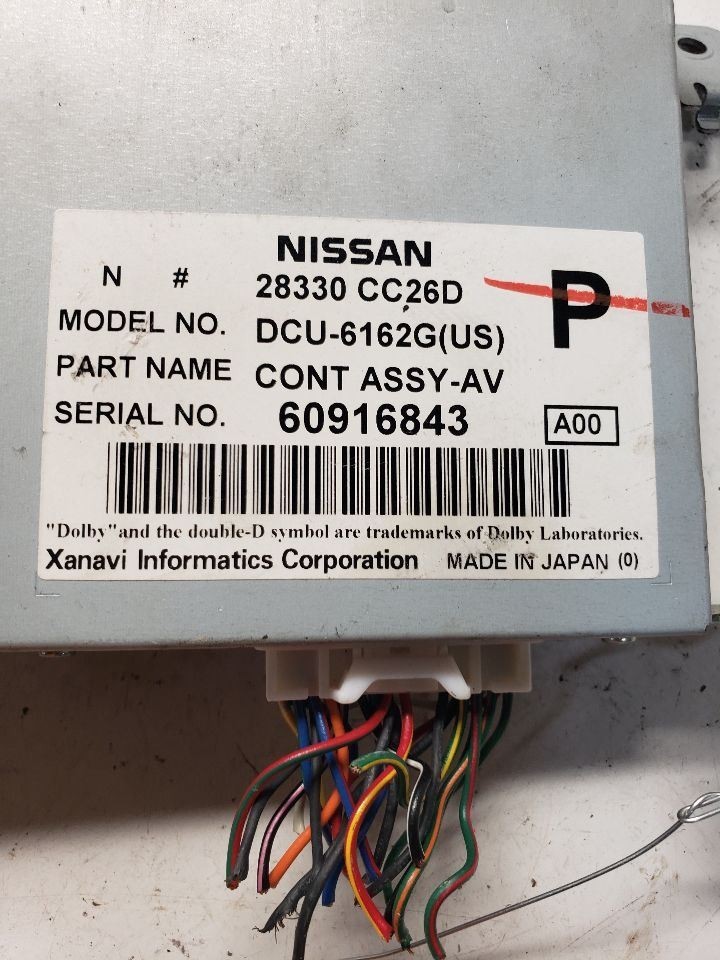 NISSAN
N # 28330 CC26D P
MODEL NO. DCU-6162G(US)
PART NAME CONT ASSY-AV
SERIAL NO. 60916843 A00
"Dolby"and the double-D symbol are trademarks of Dolby Laboratories.
Xanavi Informatics Corporation MADE IN JAPAN (0)